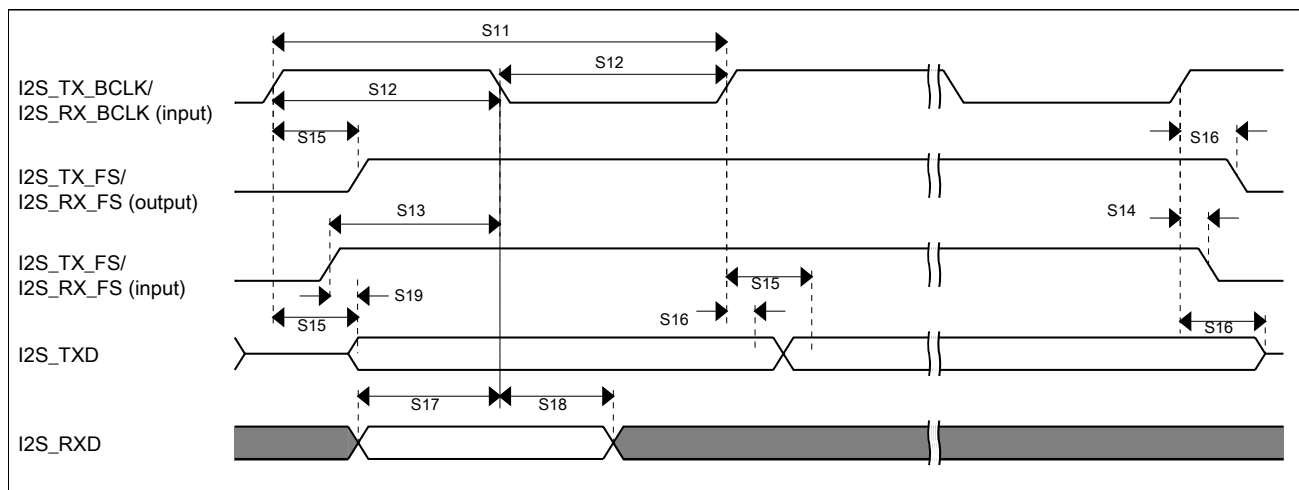 S11
S12
I2S_TX_BCLK/
I2S_RX_BCLK (input)
S12
S15
S16
I2S_TX_FS/
I2S_RX_FS (output)
S13
S14
I2S_TX_FS/
I2S_RX_FS (input)
S15
S19
S15
S16
S16
I2S_TXD
S17
S18
I2S_RXD